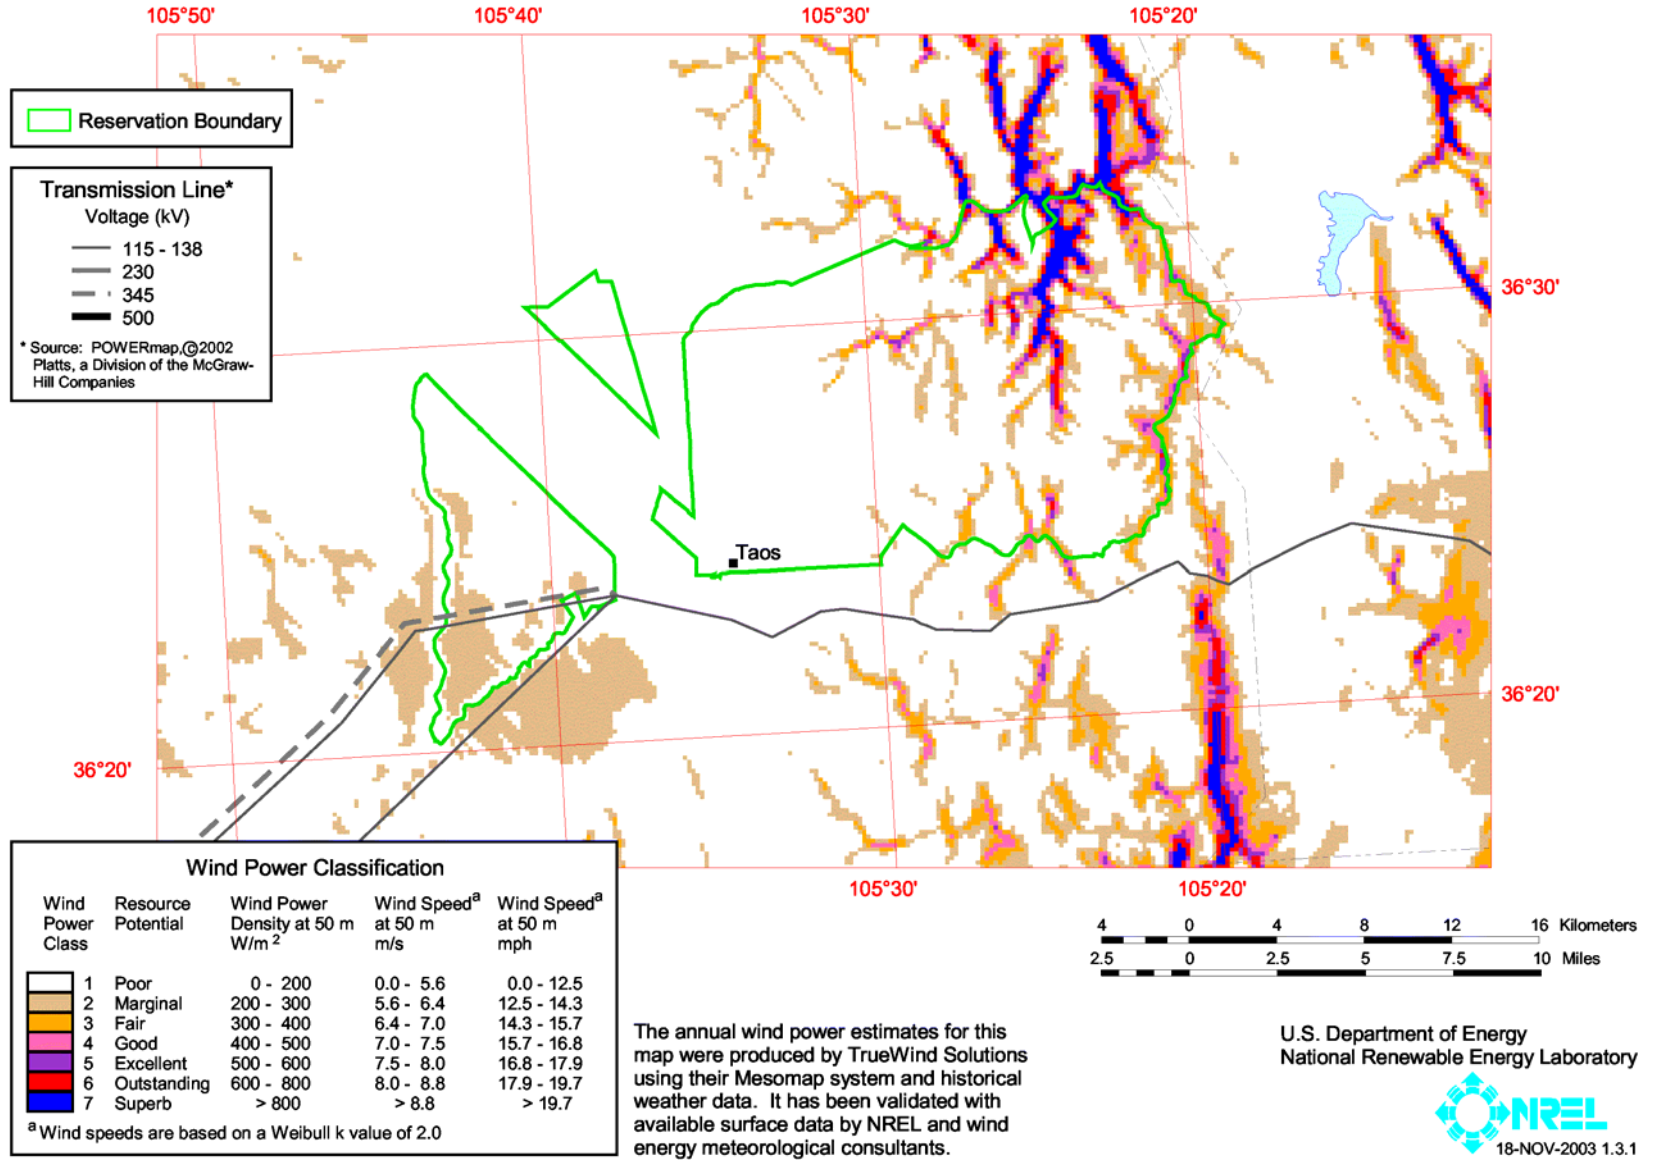 105°50'
105°40'
105°30'
105°20'
Reservation Boundary
Transmission Line*
Voltage (kV)
115 - 138
230
345
500
* Source: POWERmap,©2002
Platts, a Division of the McGraw-
Hill Companies
36°30'
Taos
36°20'
36°20'
105°30'
105°20'
Wind Power Classification
Wind Power Class Resource Potential Wind Power Density at 50 m W/m 2 Wind Speed a at 50 m m/s Wind Speed a at 50 m mph
1 Poor 0 - 200 0.0 - 5.6 0.0 - 12.5
2 Marginal 200 - 300 5.6 - 6.4 12.5 - 14.3
3 Fair 300 - 400 6.4 - 7.0 14.3 - 15.7
4 Good 400 - 500 7.0 - 7.5 15.7 - 16.8
5 Excellent 500 - 600 7.5 - 8.0 16.8 - 17.9
6 Outstanding 600 - 800 8.0 - 8.8 17.9 - 19.7
7 Superb > 800 > 8.8 > 19.7
a Wind speeds are based on a Weibull k value of 2.0
4 0 4 8 12 16 Kilometers
2.5 0 2.5 5 7.5 10 Miles
The annual wind power estimates for this
map were produced by TrueWind Solutions
using their Mesomap system and historical
weather data. It has been validated with
available surface data by NREL and wind
energy meteorological consultants.
U.S. Department of Energy
National Renewable Energy Laboratory
NREL
18-NOV-2003 1.3.1